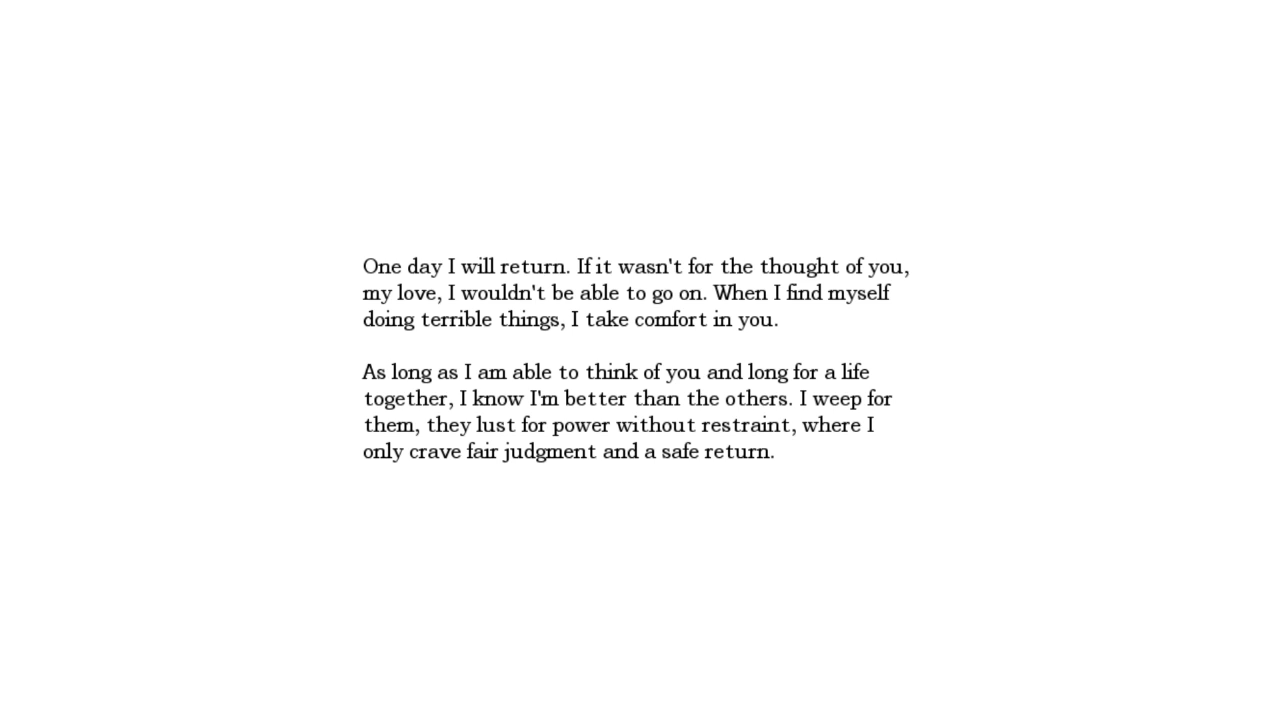 One day I will return. If it wasn't for the thought of you,
my love, I wouldn't be able to go on. When I find myself
doing terrible things, I take comfort in you.
As long as I am able to think of you and long for a life
together, I know I'm better than the others. I weep for
them, they lust for power without restraint, where I
only crave fair judgment and a safe return.